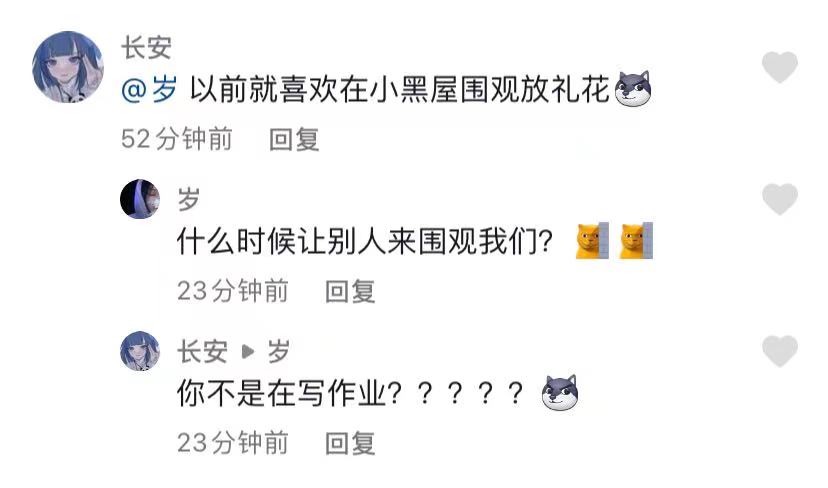 长安
@岁 以前就喜欢在小黑屋围观放礼花
52分钟前 回复
岁
什么时候让别人来围观我们？
23分钟前 回复
长安 ▶ 岁
你不是在写作业？？？？？
23分钟前 回复